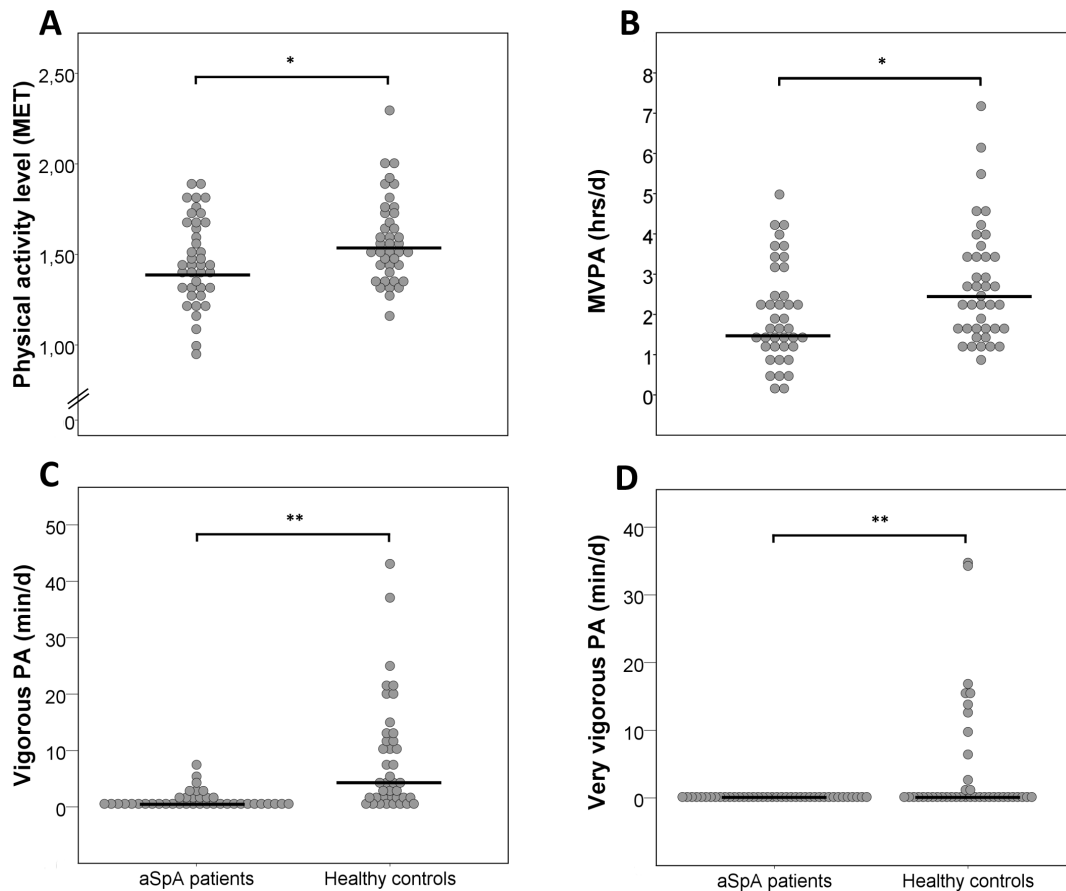 A
Physical activity level (MET)
2,50
2,00
1,50
1,00
0
*
B
MVPA (hrs/d)
8
7
6
5
4
3
2
1
0
*
C
Vigorous PA (min/d)
50
40
30
20
10
0
**
aSpA patients
Healthy controls
D
Very vigorous PA (min/d)
40
30
20
10
0
**
aSpA patients
Healthy controls